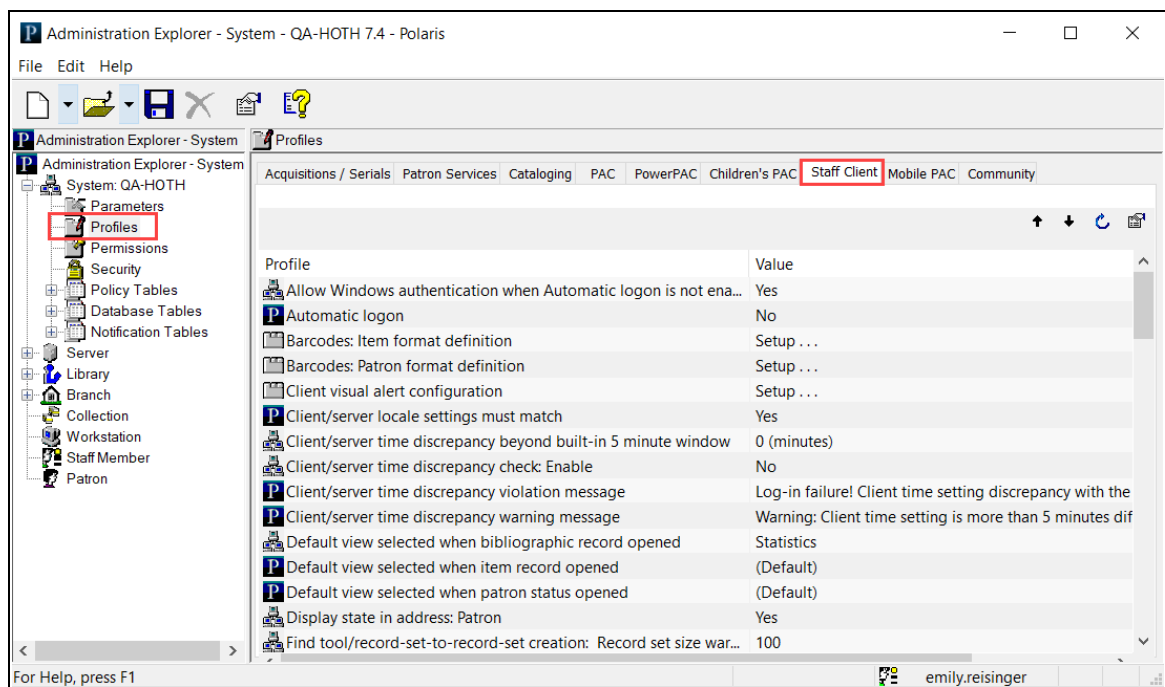 Administration Explorer - System - QA-HOTH 7.4 - Polaris
File Edit Help
Administration Explorer - System
Profiles
Administration Explorer - System
System: QA-HOTH
Parameters
Profiles
Permissions
Security
Policy Tables
Database Tables
Notification Tables
Server
Library
Branch
Collection
Workstation
Staff Member
Patron
Acquisitions / Serials Patron Services Cataloging PAC PowerPAC Children's PAC Staff Client Mobile PAC Community
Profile Value
Allow Windows authentication when Automatic logon is not ena... Yes
Automatic logon No
Barcodes: Item format definition Setup . . .
Barcodes: Patron format definition Setup . . .
Client visual alert configuration Setup . . .
Client/server locale settings must match Yes
Client/server time discrepancy beyond built-in 5 minute window 0 (minutes)
Client/server time discrepancy check: Enable No
Client/server time discrepancy violation message Log-in failure! Client time setting discrepancy with the
Client/server time discrepancy warning message Warning: Client time setting is more than 5 minutes dif
Default view selected when bibliographic record opened Statistics
Default view selected when item record opened (Default)
Default view selected when patron status opened (Default)
Display state in address: Patron Yes
Find tool/record-set-to-record-set creation: Record set size war... 100
For Help, press F1
emily.reisinger